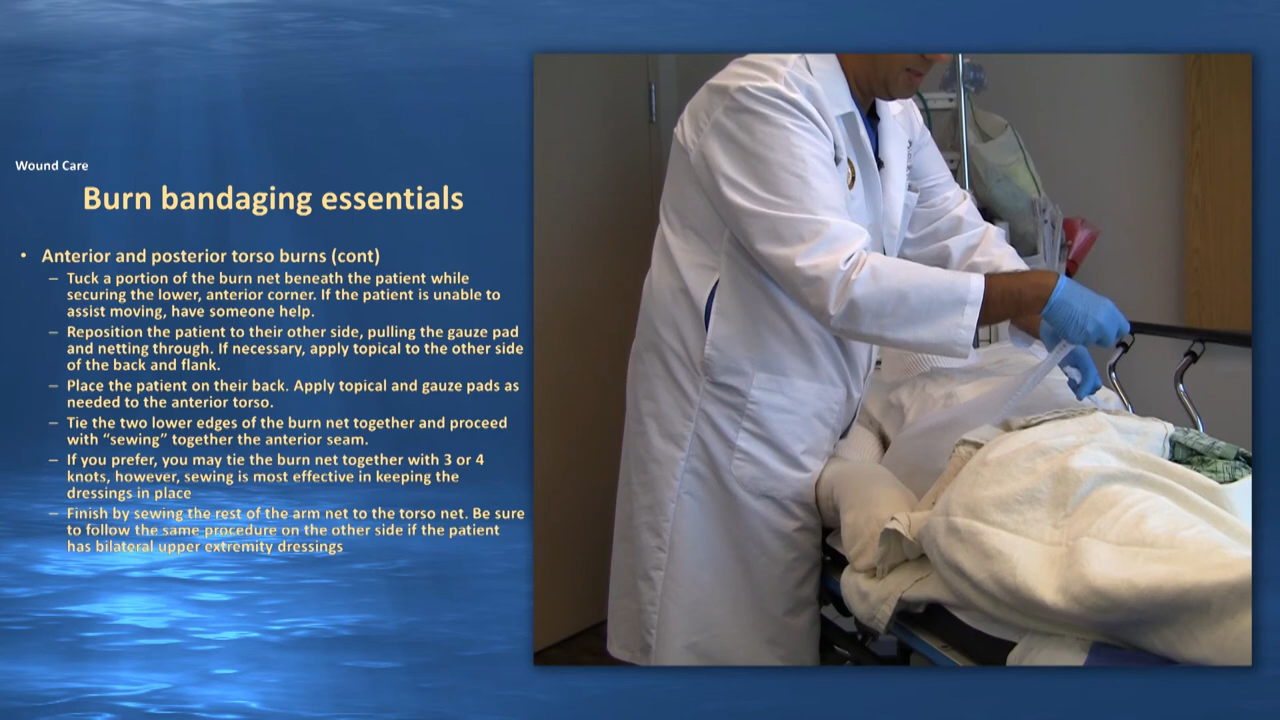 Wound Care
Burn bandaging essentials
• Anterior and posterior torso burns (cont)
– Tuck a portion of the burn net beneath the patient while
securing the lower, anterior corner. If the patient is unable to
assist moving, have someone help.
– Reposition the patient to their other side, pulling the gauze pad
and netting through. If necessary, apply topical to the other side
of the back and flank.
– Place the patient on their back. Apply topical and gauze pads as
needed to the anterior torso.
– Tie the two lower edges of the burn net together and proceed
with “sewing” together the anterior seam.
– If you prefer, you may tie the burn net together with 3 or 4
knots, however, sewing is most effective in keeping the
dressings in place
– Finish by sewing the rest of the arm net to the torso net. Be sure
to follow the same procedure on the other side if the patient
has bilateral upper extremity dressings